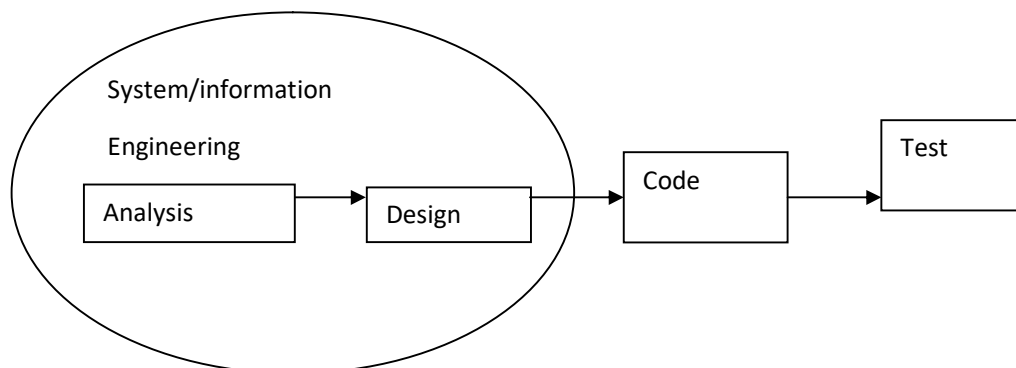 System/information
Engineering
Analysis
Design
Code
Test